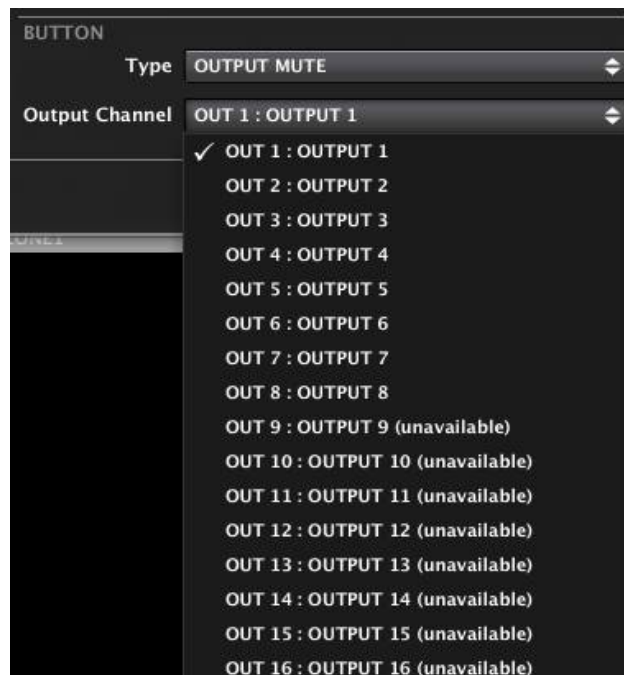 BUTTON
Type OUTPUT MUTE
Output Channel OUT 1 : OUTPUT 1
✓ OUT 1 : OUTPUT 1
OUT 2 : OUTPUT 2
OUT 3 : OUTPUT 3
OUT 4 : OUTPUT 4
OUT 5 : OUTPUT 5
OUT 6 : OUTPUT 6
OUT 7 : OUTPUT 7
OUT 8 : OUTPUT 8
OUT 9 : OUTPUT 9 (unavailable)
OUT 10 : OUTPUT 10 (unavailable)
OUT 11 : OUTPUT 11 (unavailable)
OUT 12 : OUTPUT 12 (unavailable)
OUT 13 : OUTPUT 13 (unavailable)
OUT 14 : OUTPUT 14 (unavailable)
OUT 15 : OUTPUT 15 (unavailable)
OUT 16 : OUTPUT 16 (unavailable)